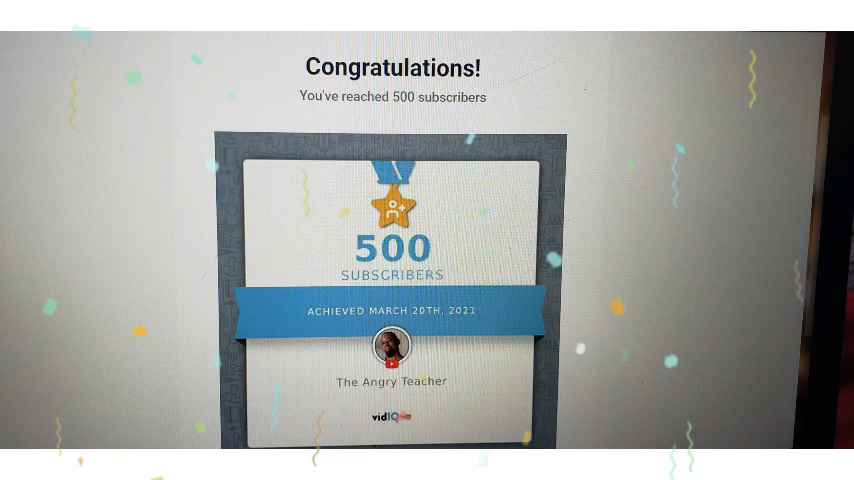 Congratulations!
You've reached 500 subscribers
500
SUBSCRIBERS
ACHIEVED MARCH 20TH, 2021
The Angry Teacher
vidIQ